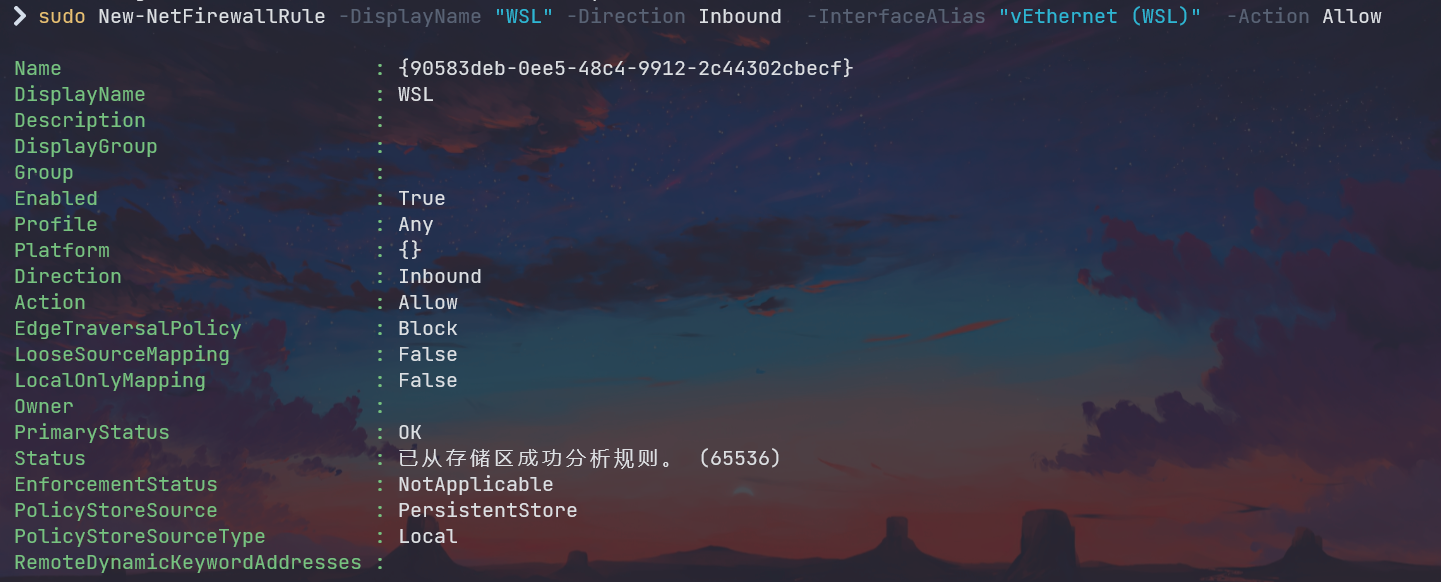 ❯ sudo New-NetFirewallRule -DisplayName "WSL" -Direction Inbound  -InterfaceAlias "vEthernet (WSL)"  -Action Allow
Name                          : {90583deb-0ee5-48c4-9912-2c44302cbecf}
DisplayName                   : WSL
Description                   :
DisplayGroup                  :
Group                         :
Enabled                       : True
Profile                       : Any
Platform                      : {}
Direction                     : Inbound
Action                        : Allow
EdgeTraversalPolicy           : Block
LooseSourceMapping            : False
LocalOnlyMapping              : False
Owner                         :
PrimaryStatus                 : OK
Status                        : 已从存储区成功分析规则。 (65536)
EnforcementStatus             : NotApplicable
PolicyStoreSource             : PersistentStore
PolicyStoreSourceType         : Local
RemoteDynamicKeywordAddresses :